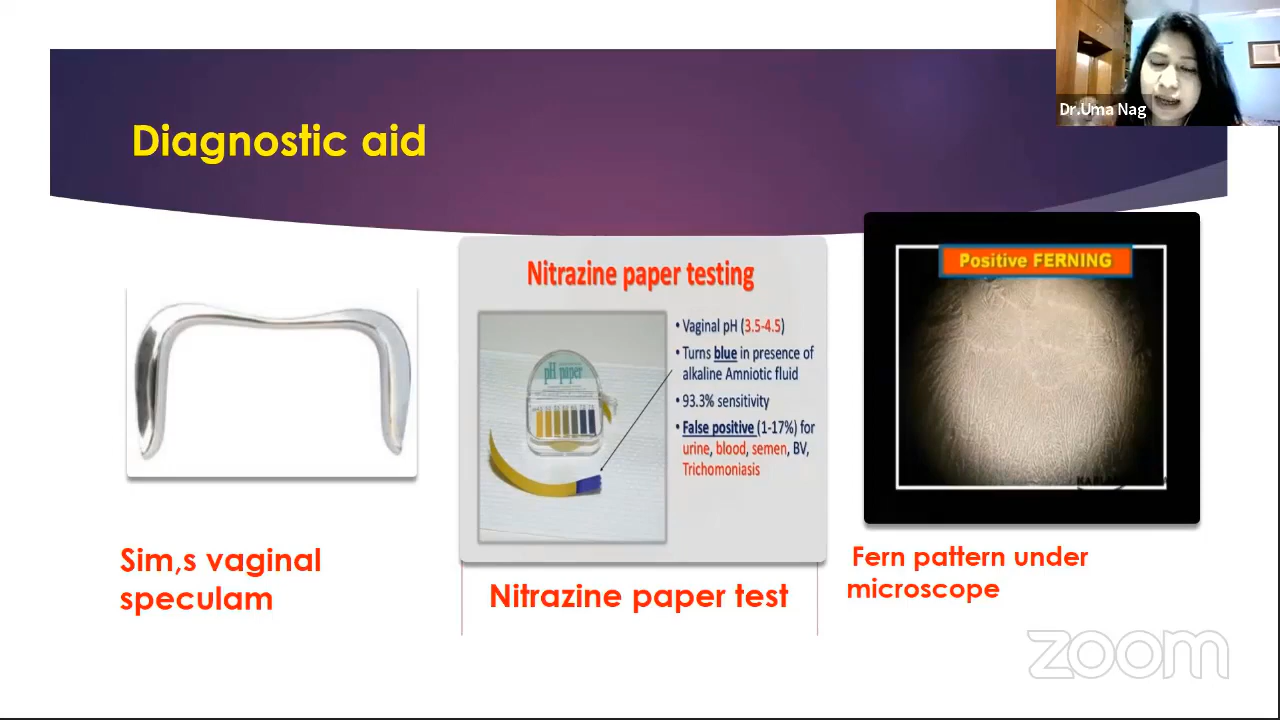 Dr.Uma Nag
Diagnostic aid
Nitrazine paper testing
pH paper
• Vaginal pH (3.5-4.5)
• Turns blue in presence of
alkaline Amniotic fluid
• 93.3% sensitivity
• False positive (1-17%) for
urine, blood, semen, BV,
Trichomoniasis
Positive FERNING
Sim,s vaginal
speculam
Nitrazine paper test
Fern pattern under
microscope
zoom